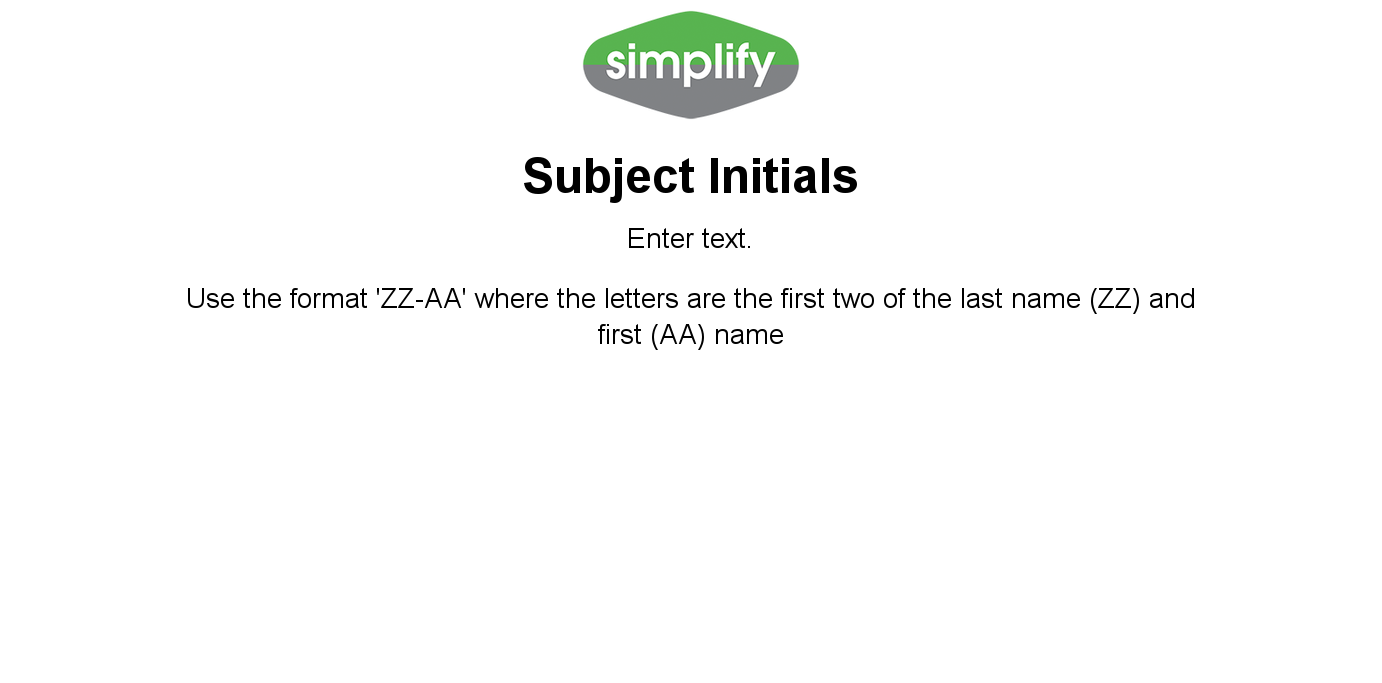 simplify
Subject Initials
Enter text.
Use the format 'ZZ-AA' where the letters are the first two of the last name (ZZ) and
first (AA) name